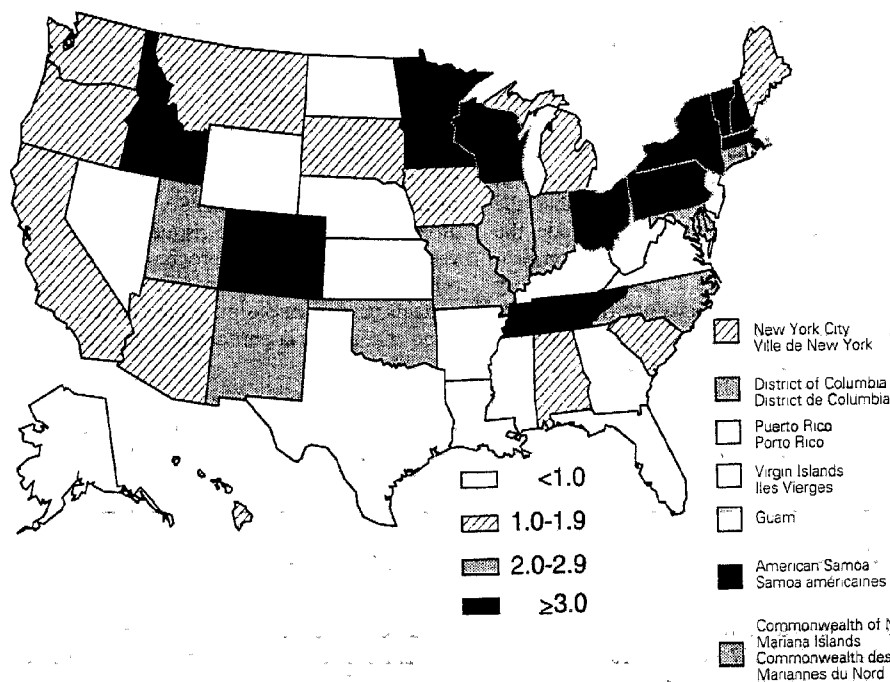 New York City
Ville de New York
District of Columbia
District de Columbia
Puerto Rico
Porto Rico
Virgin Islands
Iles Vierges
Guam
American Samoa
Samoa américaines
Commonwealth of N
Mariana Islands
Commonwealth des
Mariannes du Nord
<1.0
1.0-1.9
2.0-2.9
≥3.0